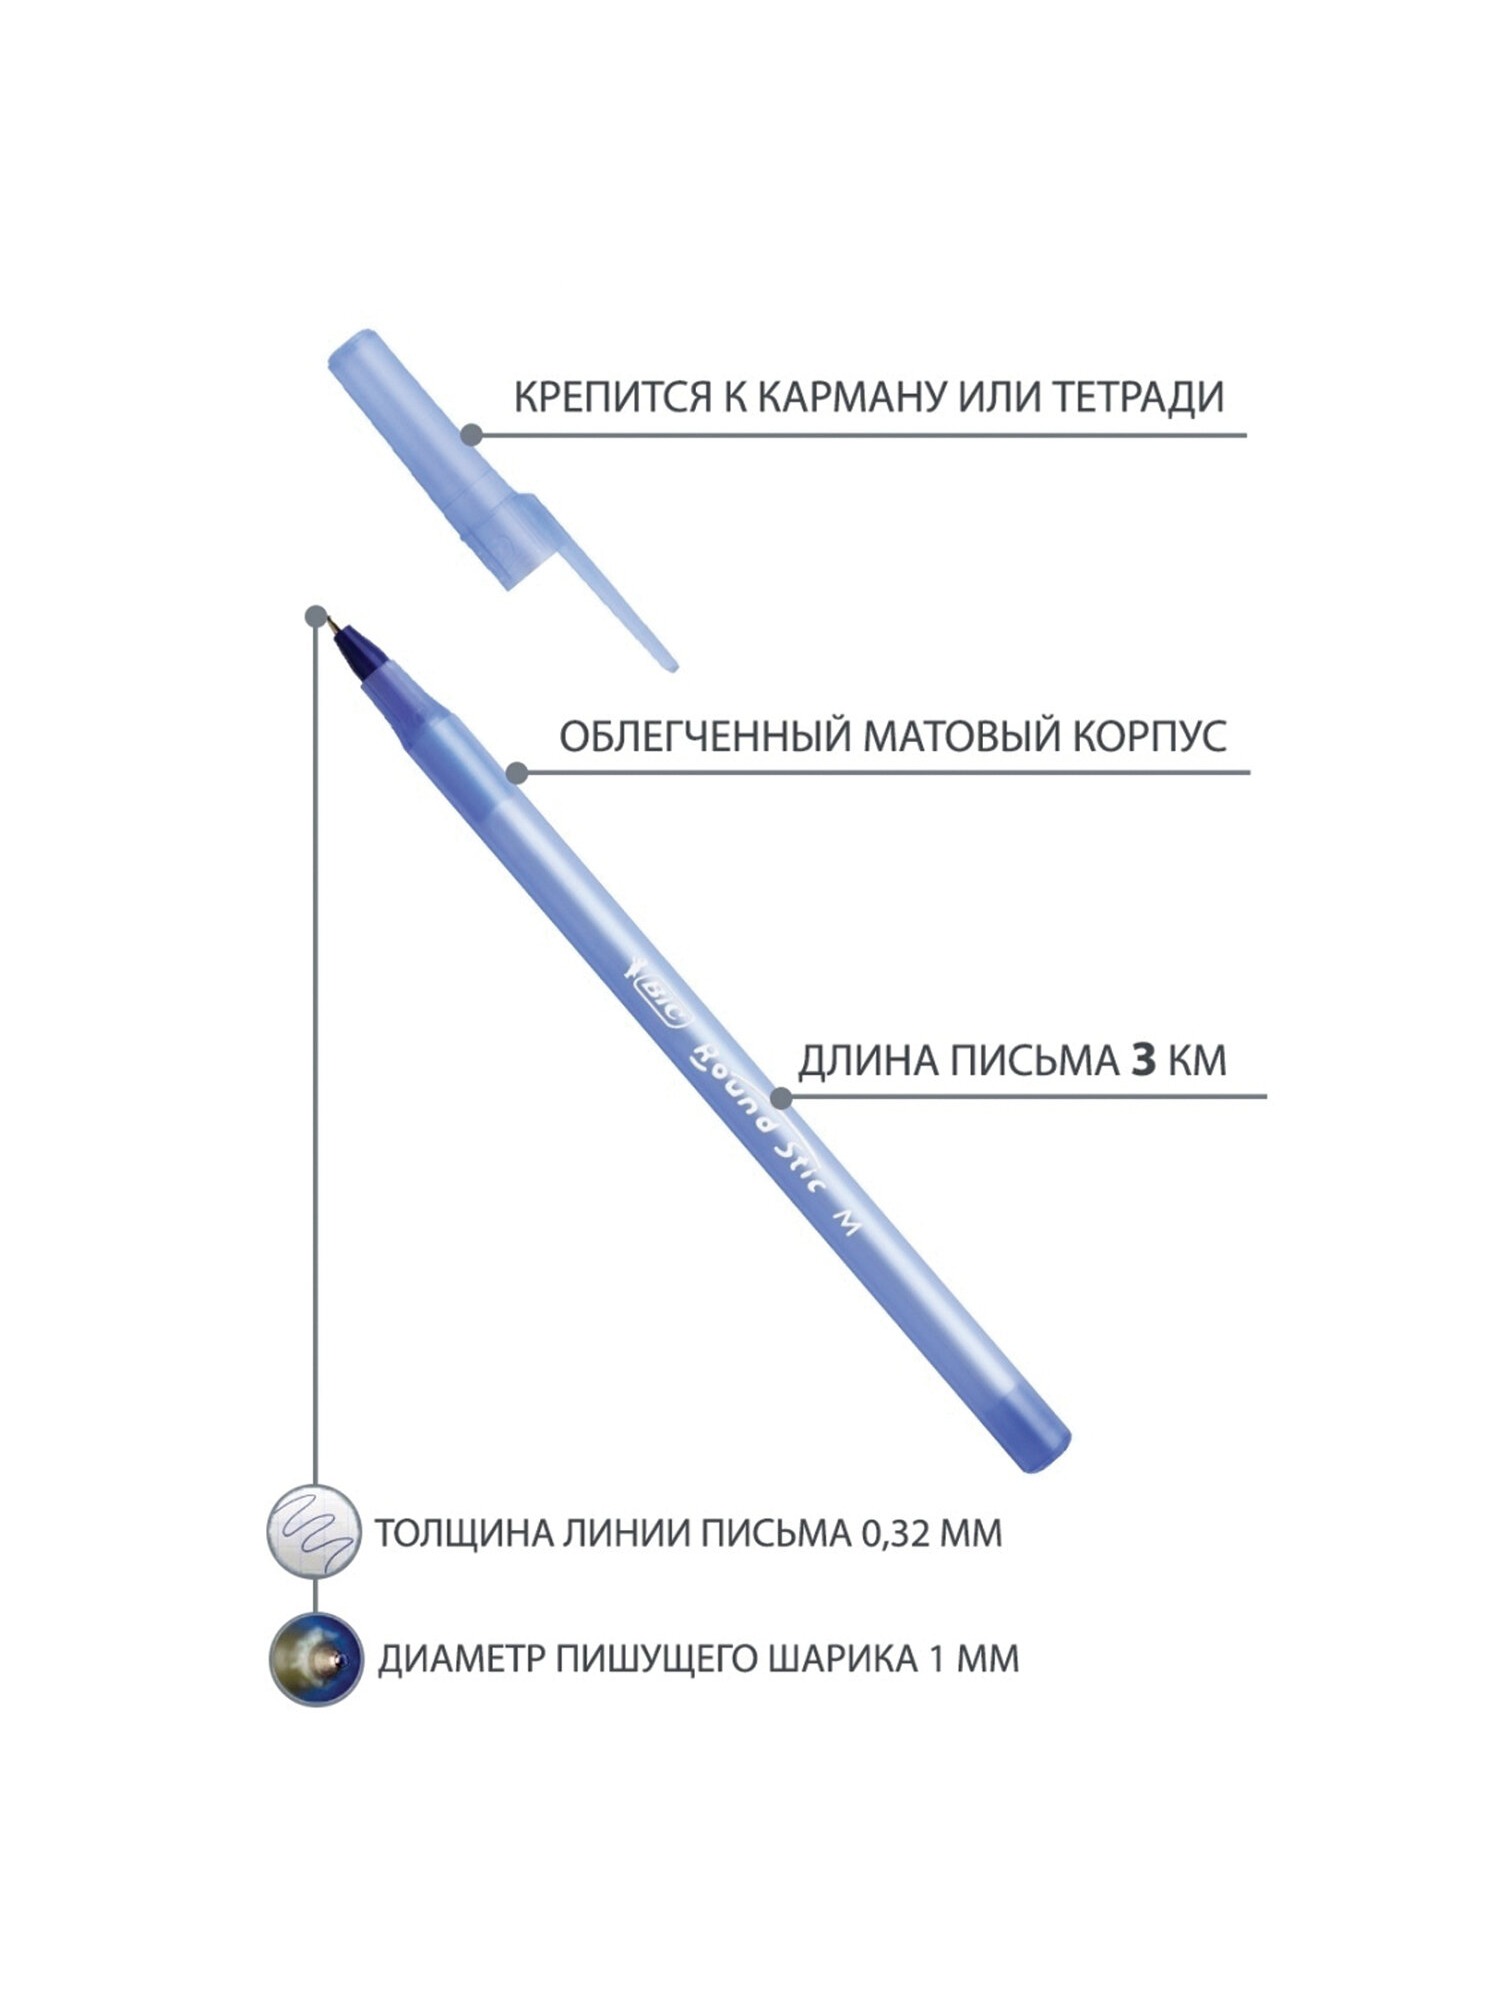 КРЕПИТСЯ К КАРМАНУ ИЛИ ТЕТРАДИ
ОБЛЕГЧЕННЫЙ МАТОВЫЙ КОРПУС
BIC Round Stic M
ДЛИНА ПИСЬМА 3 КМ
ТОЛЩИНА ЛИНИИ ПИСЬМА 0,32 ММ
ДИАМЕТР ПИШУЩЕГО ШАРИКА 1 ММ